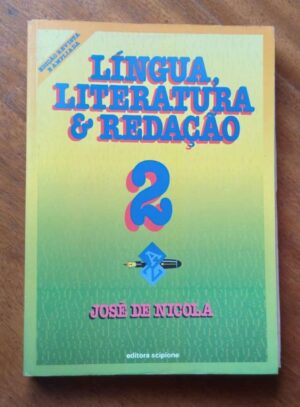 EDIÇÃO REVISTA
E AMPLIADA
LÍNGUA,
LITERATURA
& REDAÇÃO
2
JOSÉ DE NICOLA
editora scipione